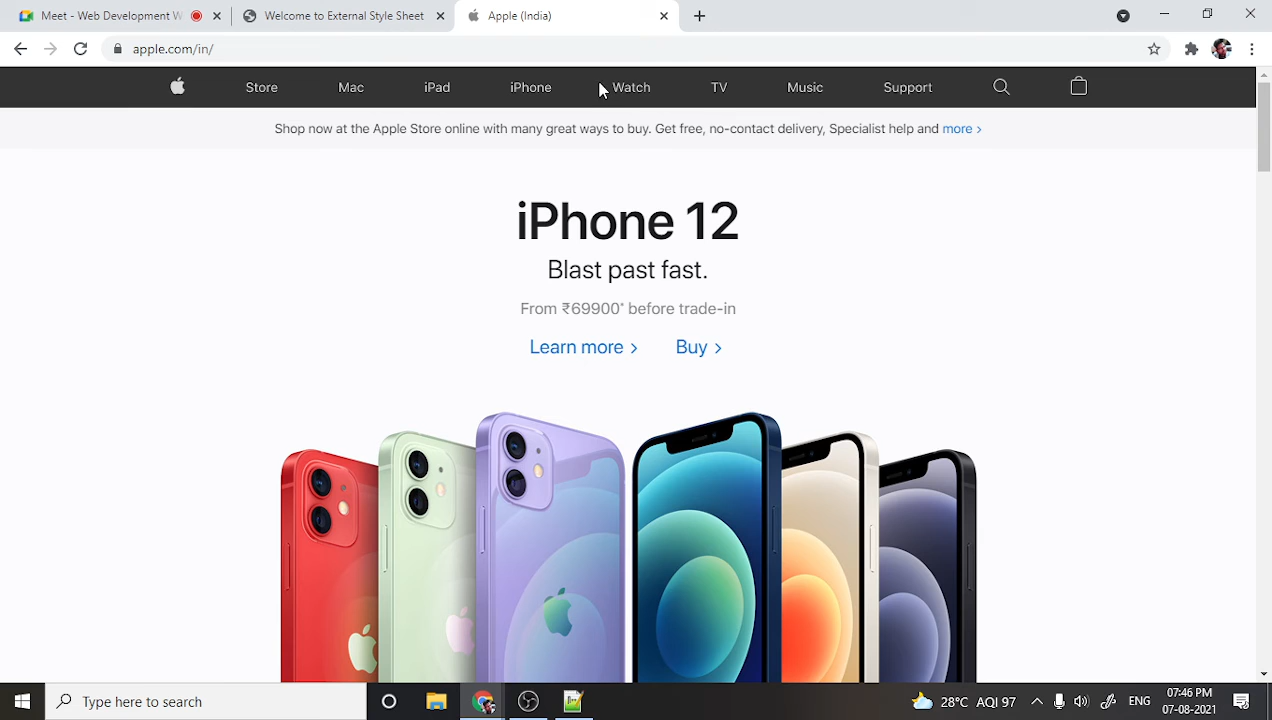 Meet - Web Development W
Welcome to External Style Sheet
Apple (India)
apple.com/in/
Store Mac iPad iPhone Watch TV Music Support
Shop now at the Apple Store online with many great ways to buy. Get free, no-contact delivery, Specialist help and more >
iPhone 12
Blast past fast.
From ₹69900* before trade-in
Learn more > Buy >
Type here to search
28°C AQI 97
ENG
07:46 PM
07-08-2021